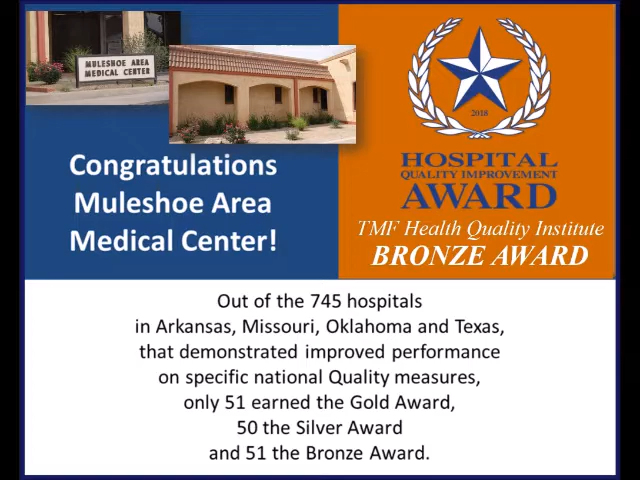 MULESHOE AREA
MEDICAL CENTER
Congratulations
Muleshoe Area
Medical Center!
2018
HOSPITAL
QUALITY IMPROVEMENT
AWARD
TMF Health Quality Institute
BRONZE AWARD
Out of the 745 hospitals
in Arkansas, Missouri, Oklahoma and Texas,
that demonstrated improved performance
on specific national Quality measures,
only 51 earned the Gold Award,
50 the Silver Award
and 51 the Bronze Award.